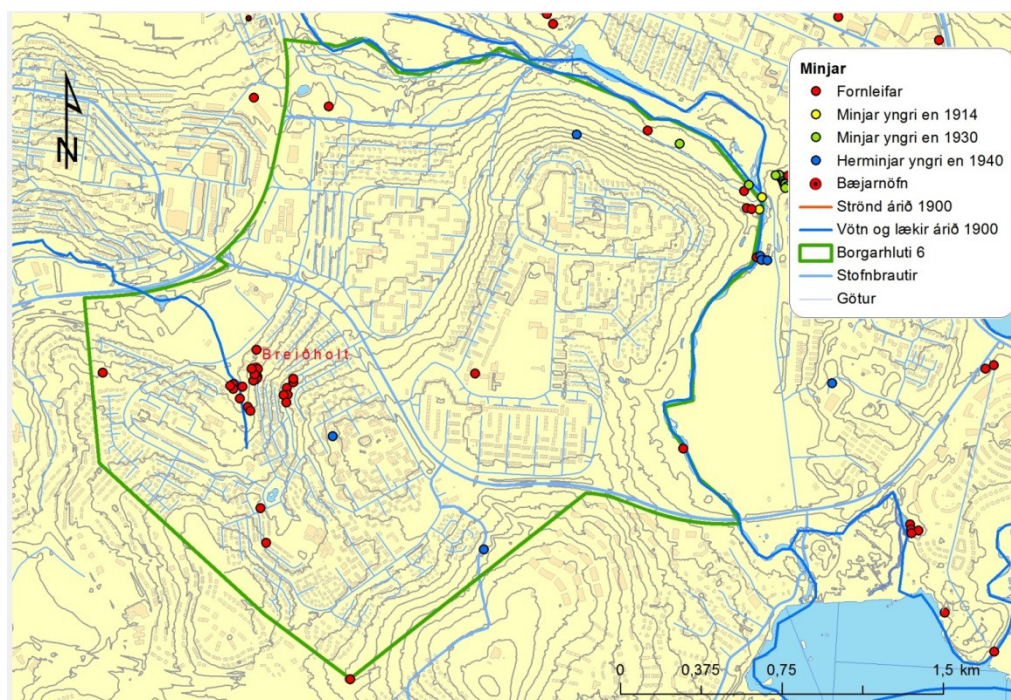 Minjar
Fornleifar
Minjar yngri en 1914
Minjar yngri en 1930
Herminjar yngri en 1940
Bæjarnöfn
Strönd árið 1900
Vötn og lækir árið 1900
Borgarhluti 6
Stofnbrautir
Götur
N
Breiðholt
0 0,375 0,75 1,5 km